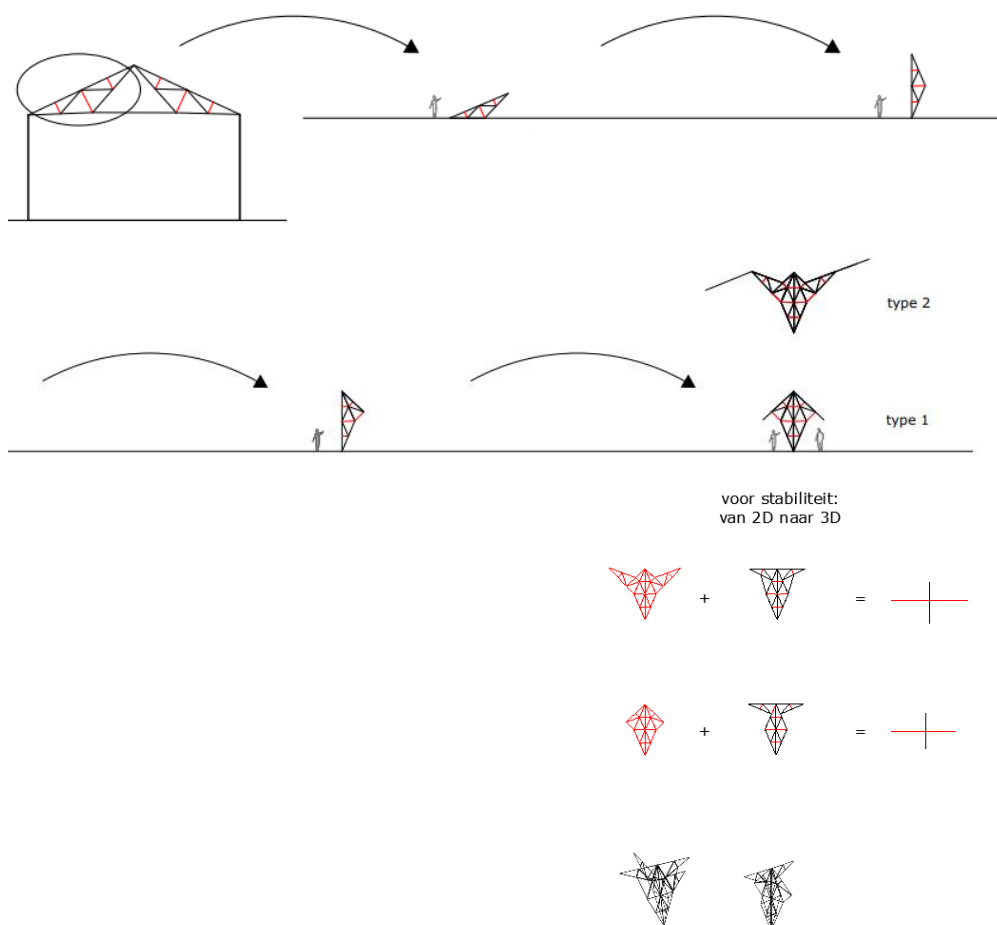 type 2
type 1
voor stabiliteit:
van 2D naar 3D
+ =
+ =